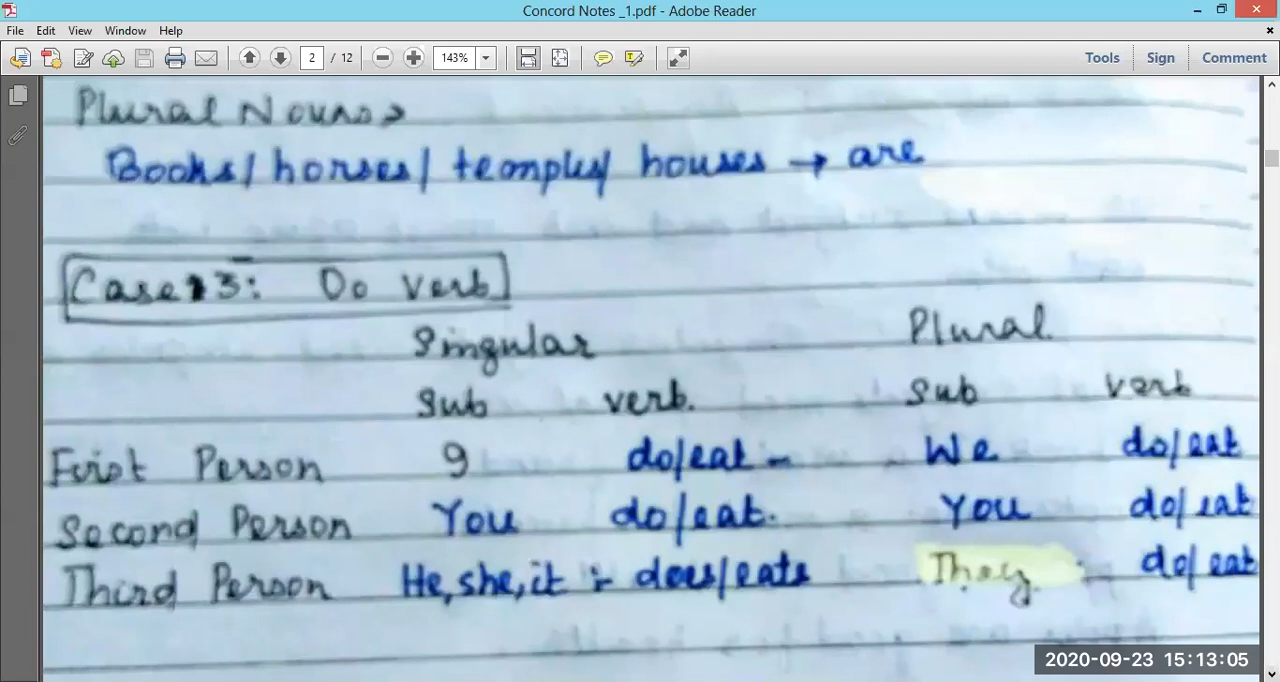 Concord Notes _1.pdf - Adobe Reader
File Edit View Window Help
2 / 12 143% Tools Sign Comment
Plural Nouns
Books/ horses/ temples/ houses → are
Case 3: Do verb
Singular Plural
Sub verb. Sub verb
First Person I do/eat - We do/eat
Second Person You do/eat. You do/eat
Third Person He, she, it :- does/eats They do/eat
2020-09-23 15:13:05